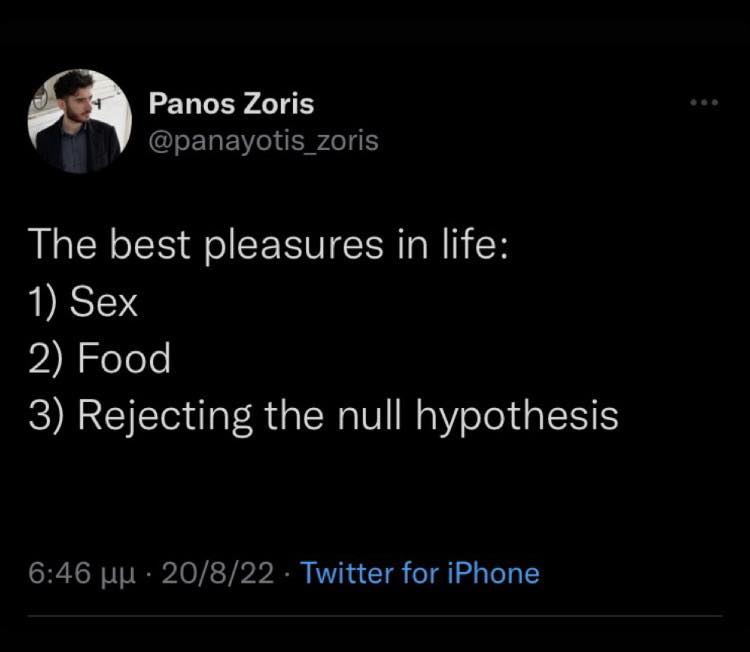 Panos Zoris
@panayotis_zoris
The best pleasures in life:
1) Sex
2) Food
3) Rejecting the null hypothesis
6:46 μμ · 20/8/22 · Twitter for iPhone